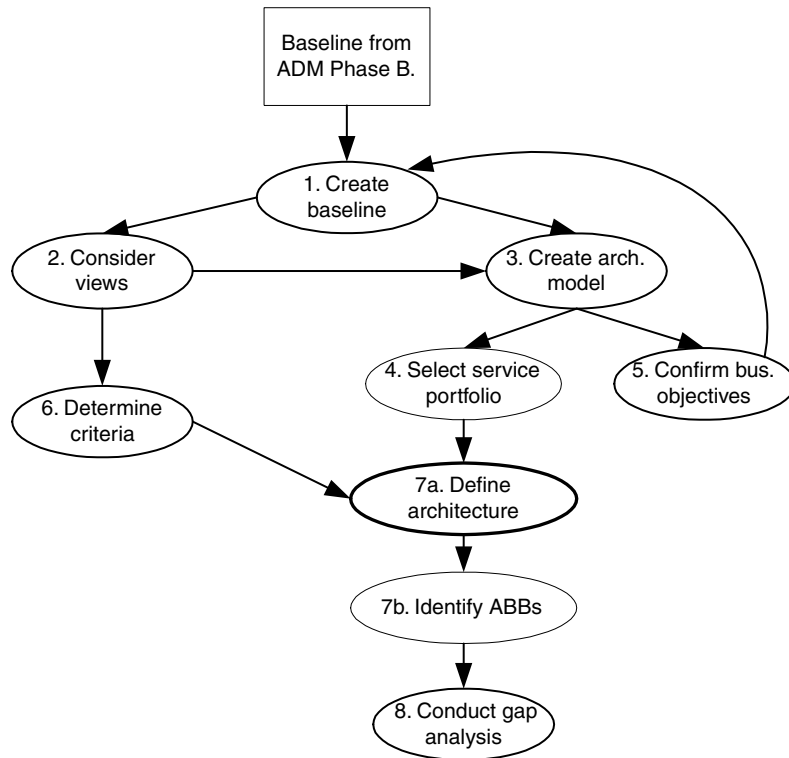 Baseline from
ADM Phase B.
1. Create
baseline
2. Consider
views
3. Create arch.
model
4. Select service
portfolio
5. Confirm bus.
objectives
6. Determine
criteria
7a. Define
architecture
7b. Identify ABBs
8. Conduct gap
analysis